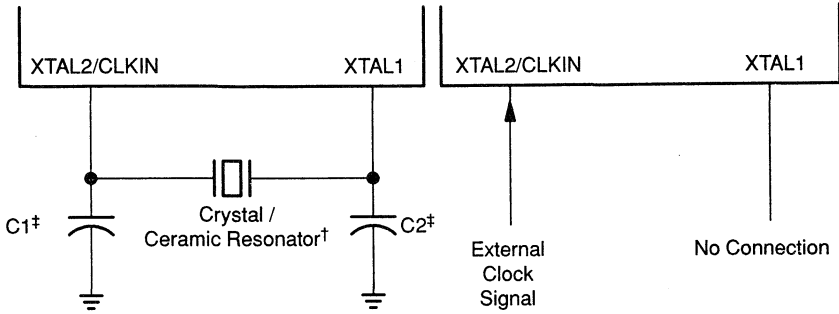 XTAL2/CLKIN
XTAL1
C1‡
Crystal /
Ceramic Resonator†
C2‡
XTAL2/CLKIN
XTAL1
External
Clock
Signal
No Connection